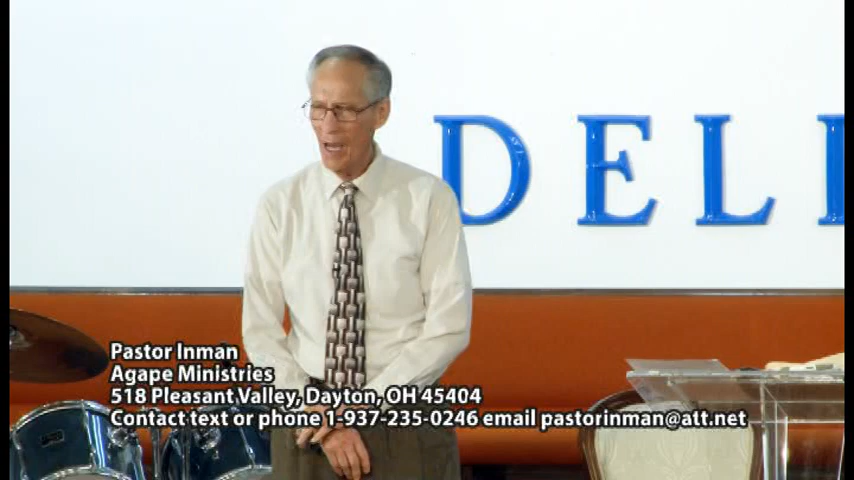 DELI
Pastor Inman
Agape Ministries
518 Pleasant Valley, Dayton, OH 45404
Contact text or phone 1-937-235-0246 email pastorinman@att.net